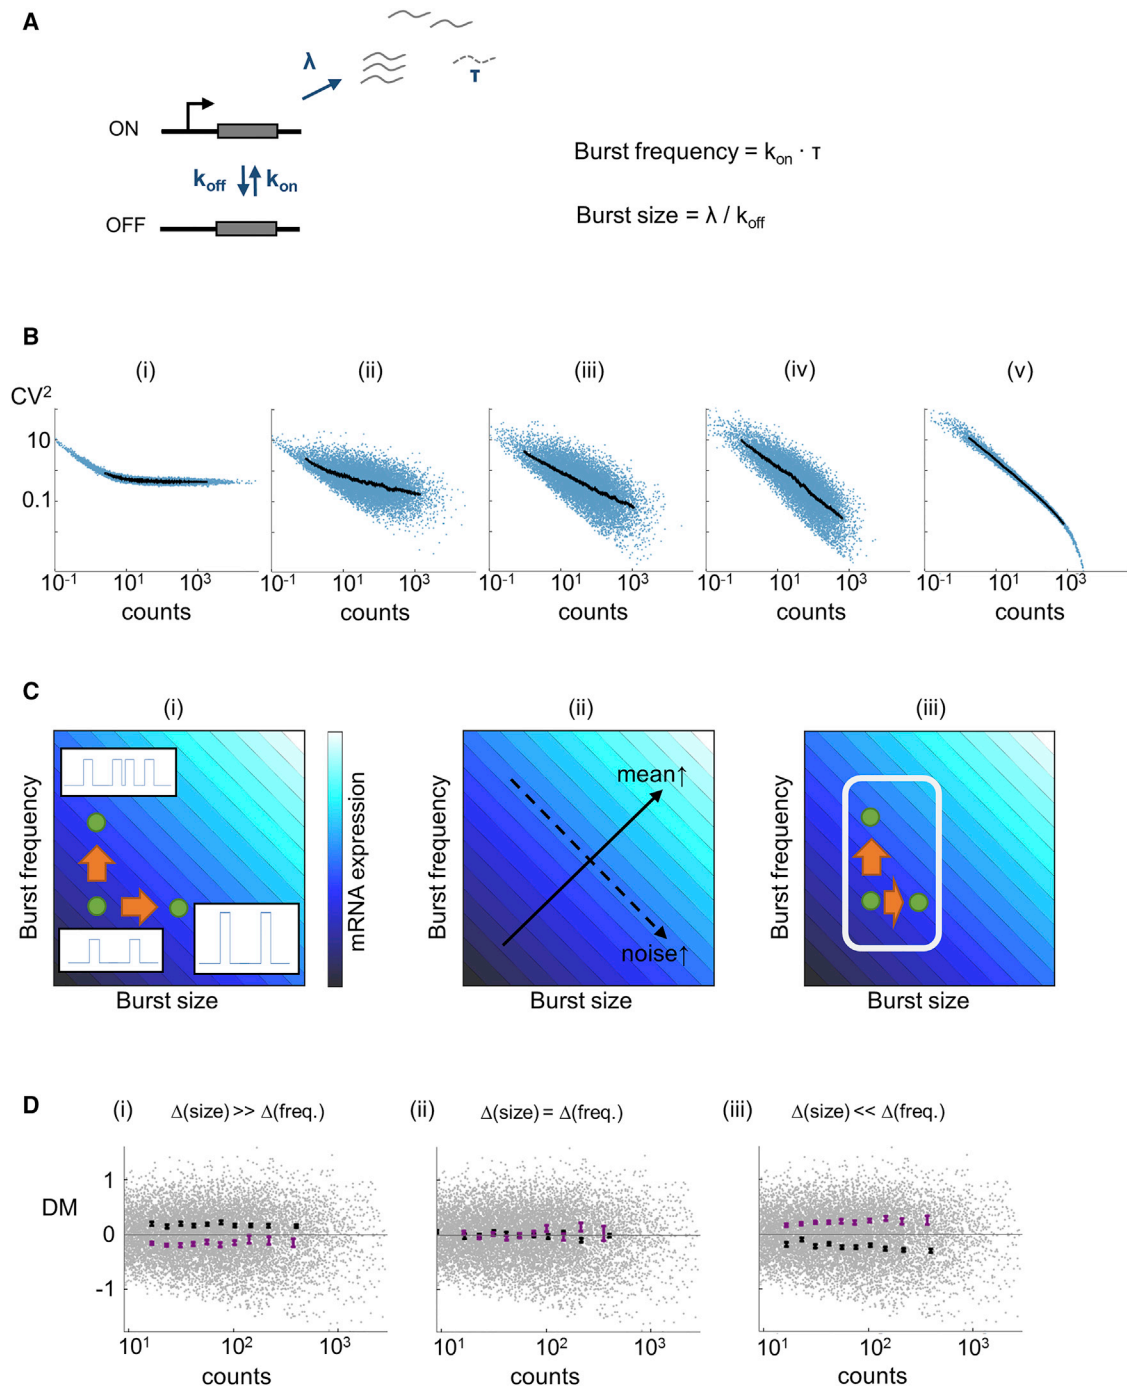 A
λ
τ
ON
Burst frequency = k_on · τ
k_off k_on
Burst size = λ / k_off
OFF
B
(i) (ii) (iii) (iv) (v)
CV²
10
0.1
10⁻¹ 10¹ 10³ 10⁻¹ 10¹ 10³ 10⁻¹ 10¹ 10³ 10⁻¹ 10¹ 10³ 10⁻¹ 10¹ 10³
counts counts counts counts counts
C
(i) (ii) (iii)
Burst frequency
mRNA expression
Burst frequency
mean↑
noise↑
Burst frequency
Burst size Burst size Burst size
D
(i) Δ(size) >> Δ(freq.) (ii) Δ(size) = Δ(freq.) (iii) Δ(size) << Δ(freq.)
DM
1
0
-1
10¹ 10² 10³ 10¹ 10² 10³ 10¹ 10² 10³
counts counts counts